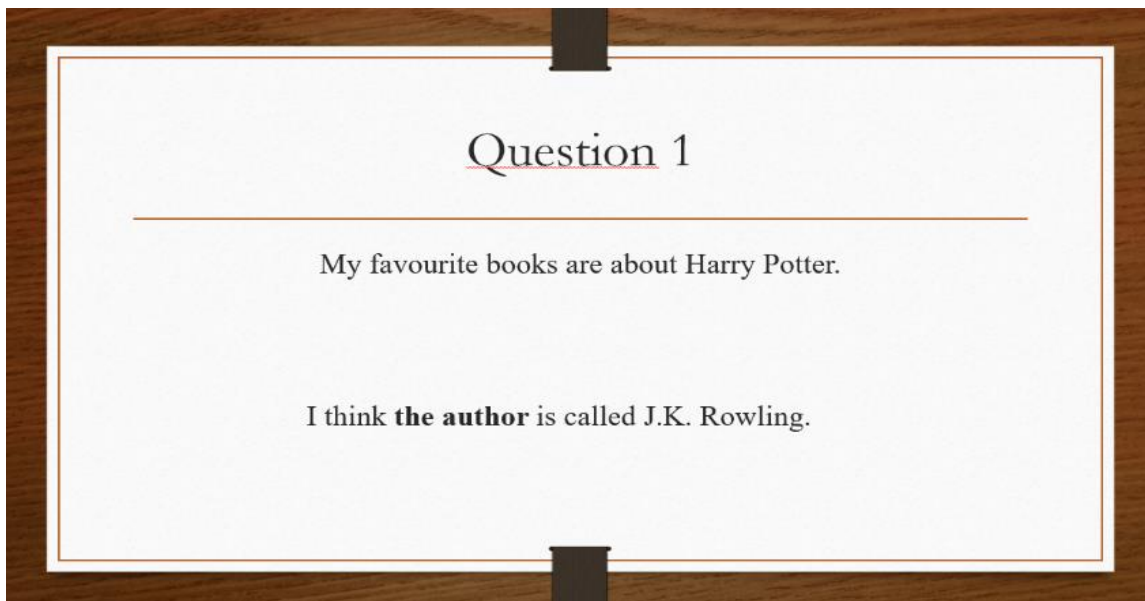 Question 1
My favourite books are about Harry Potter.
I think the author is called J.K. Rowling.